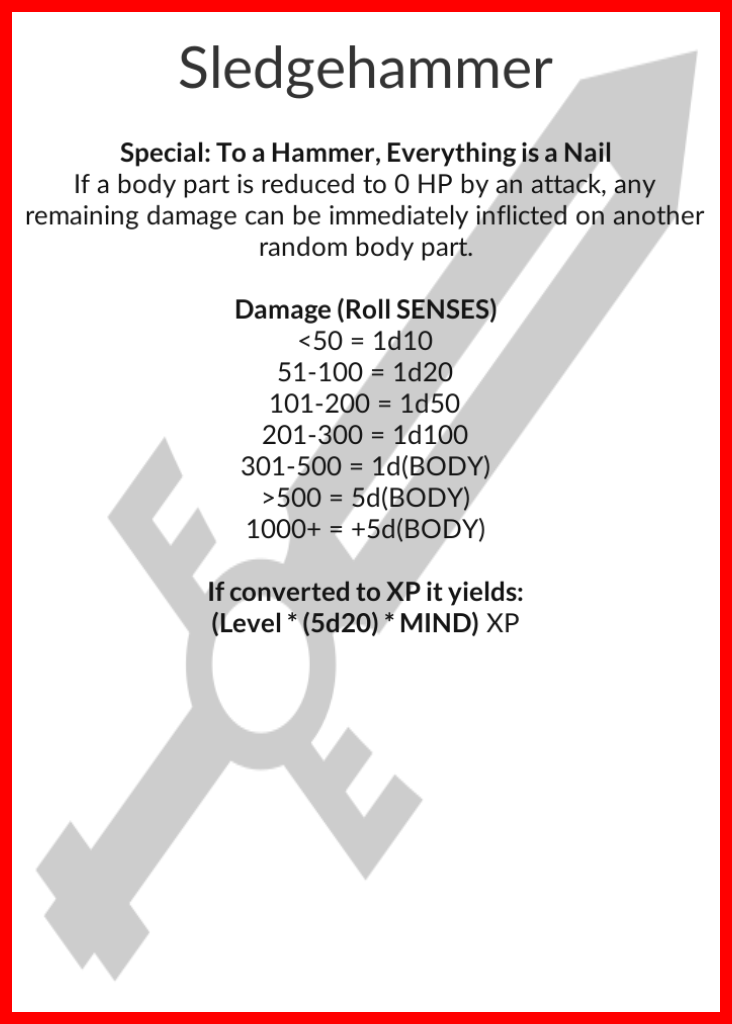 Sledgehammer
Special: To a Hammer, Everything is a Nail
If a body part is reduced to 0 HP by an attack, any
remaining damage can be immediately inflicted on another
random body part.
Damage (Roll SENSES)
<50 = 1d10
51-100 = 1d20
101-200 = 1d50
201-300 = 1d100
301-500 = 1d(BODY)
>500 = 5d(BODY)
1000+ = +5d(BODY)
If converted to XP it yields:
(Level * (5d20) * MIND) XP